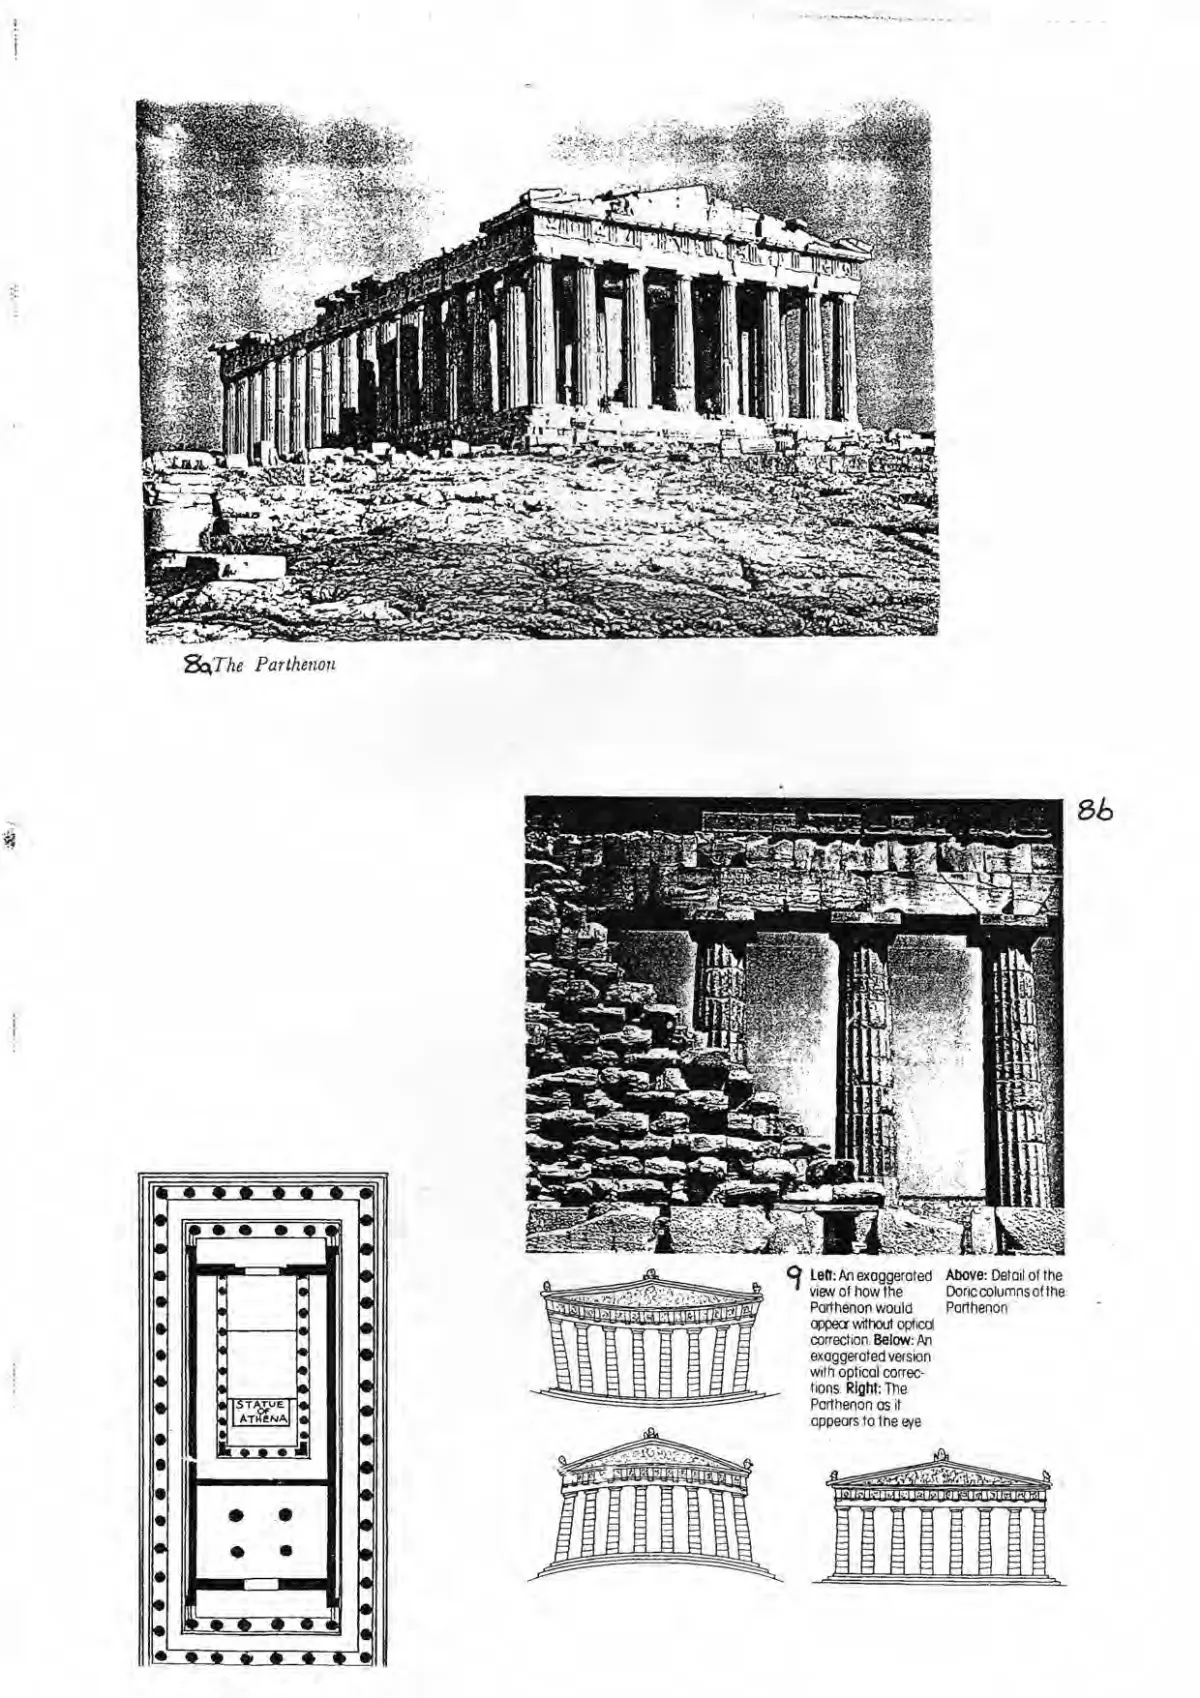 8a The Parthenon
8b
STATUE
OF
ATHENA
9 Left: An exaggerated
view of how the
Parthenon would
appear without optical
correction. Below: An
exaggerated version
with optical correc-
tions. Right: The
Parthenon as it
appears to the eye
Above: Detail of the
Doric columns of the
Parthenon